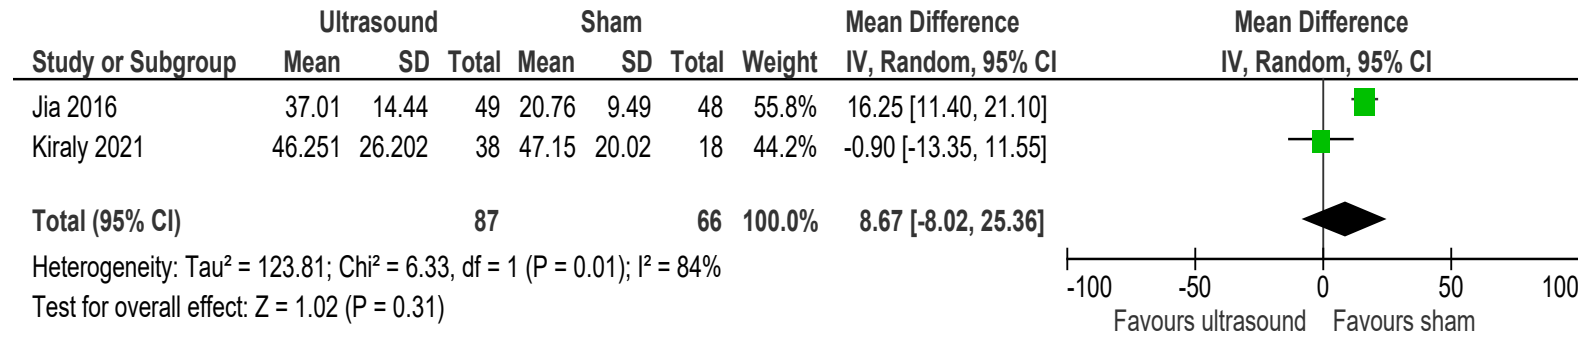 Ultrasound Sham Mean Difference Mean Difference
Study or Subgroup Mean SD Total Mean SD Total Weight IV, Random, 95% CI IV, Random, 95% CI
Jia 2016 37.01 14.44 49 20.76 9.49 48 55.8% 16.25 [11.40, 21.10]
Kiraly 2021 46.251 26.202 38 47.15 20.02 18 44.2% -0.90 [-13.35, 11.55]
Total (95% CI) 87 66 100.0% 8.67 [-8.02, 25.36]
Heterogeneity: Tau² = 123.81; Chi² = 6.33, df = 1 (P = 0.01); I² = 84%
Test for overall effect: Z = 1.02 (P = 0.31)
-100 -50 0 50 100
Favours ultrasound Favours sham